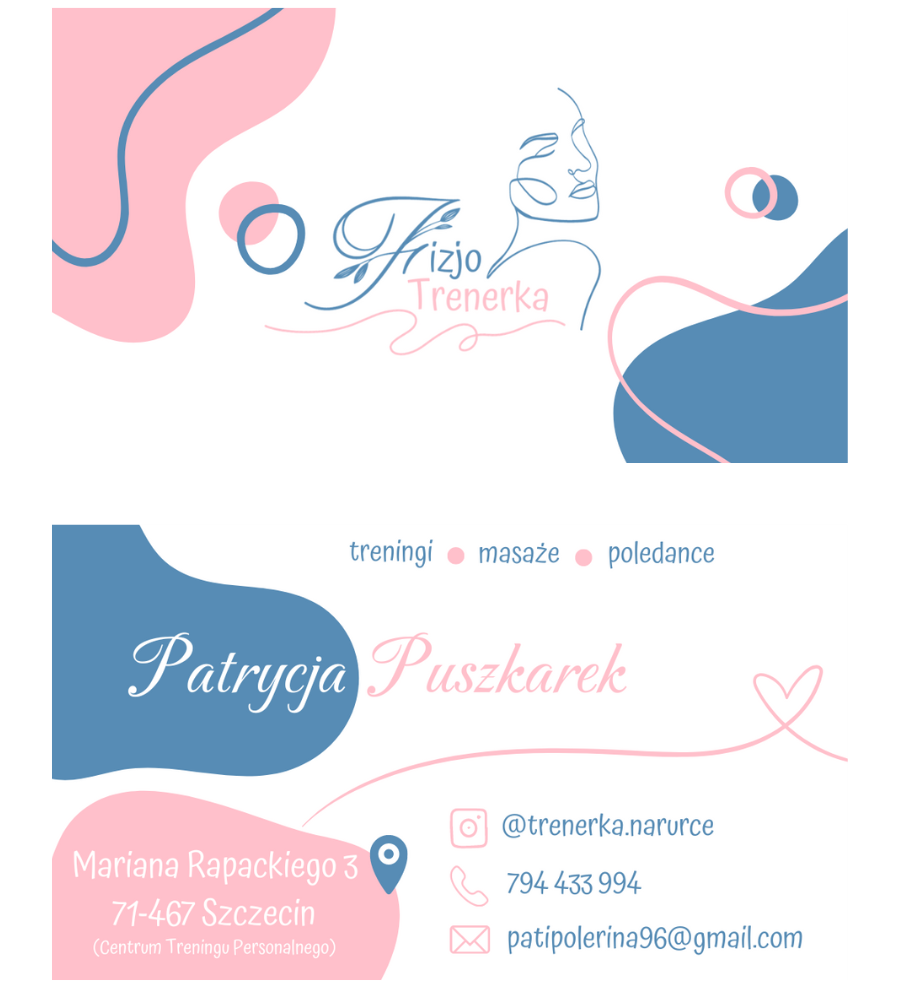 Fizjo
Trenerka
treningi masaże poledance
Patrycja Puszkarek
Mariana Rapackiego 3
71-467 Szczecin
(Centrum Treningu Personalnego)
@trenerka.narurce
794 433 994
patipolerina96@gmail.com